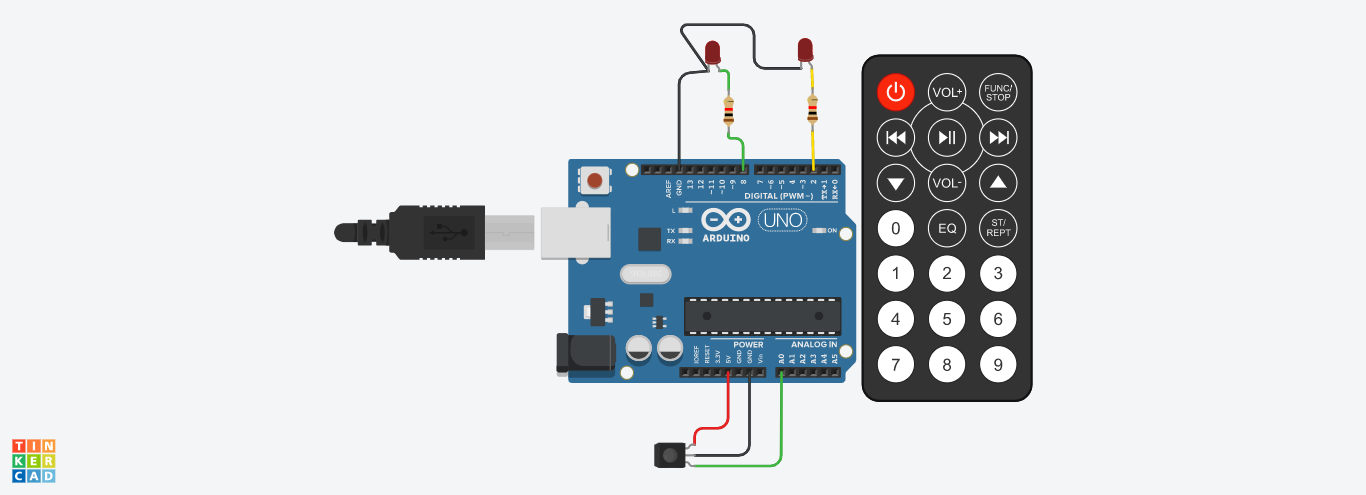 VOL+
FUNC/
STOP
VOL-
0
EQ
ST/
REPT
1
2
3
4
5
6
7
8
9
AREF
GND
13
12
~11
~10
~9
8
7
~6
~5
4
~3
2
TX→1
RX←0
DIGITAL (PWM~)
L
TX
RX
ARDUINO
UNO
ON
POWER
ANALOG IN
IOREF
RESET
3.3V
5V
GND
GND
Vin
A0
A1
A2
A3
A4
A5
TIN
KER
CAD